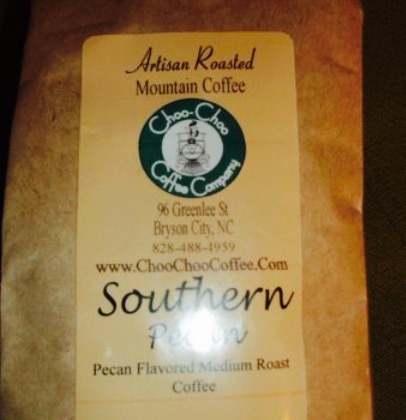 Artisan Roasted
Mountain Coffee
Choo-Choo
Coffee Company
96 Greenlee St
Bryson City, NC
828-488-4959
www.ChooChooCoffee.Com
Southern
Pecan
Pecan Flavored Medium Roast
Coffee